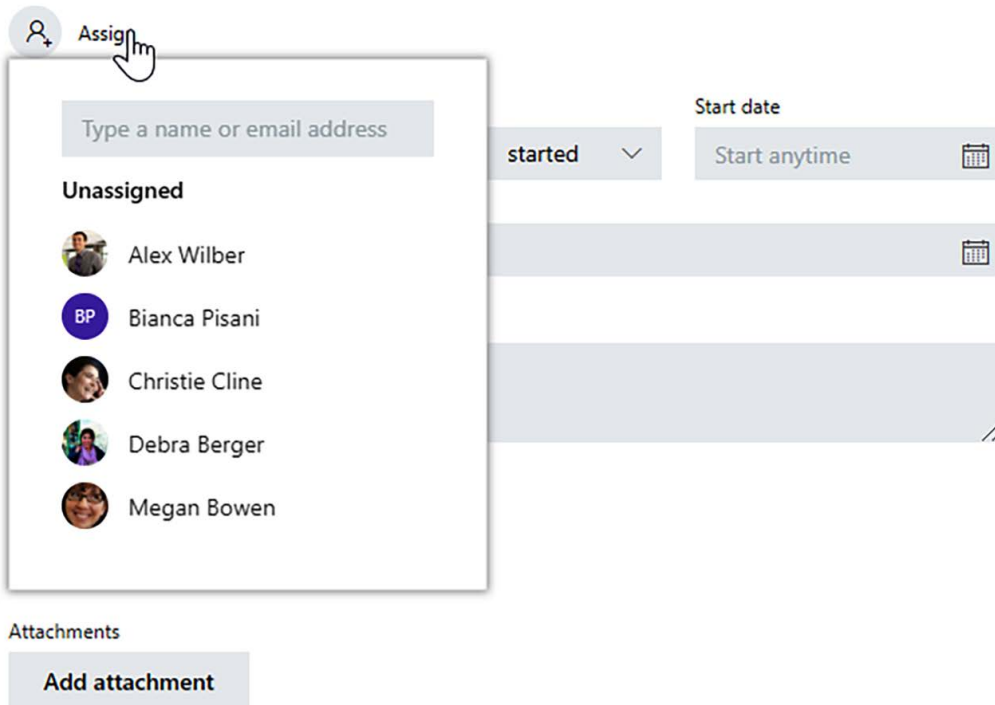 Assign
Start date
Type a name or email address
started
Start anytime
Unassigned
Alex Wilber
BP
Bianca Pisani
Christie Cline
Debra Berger
Megan Bowen
Attachments
Add attachment